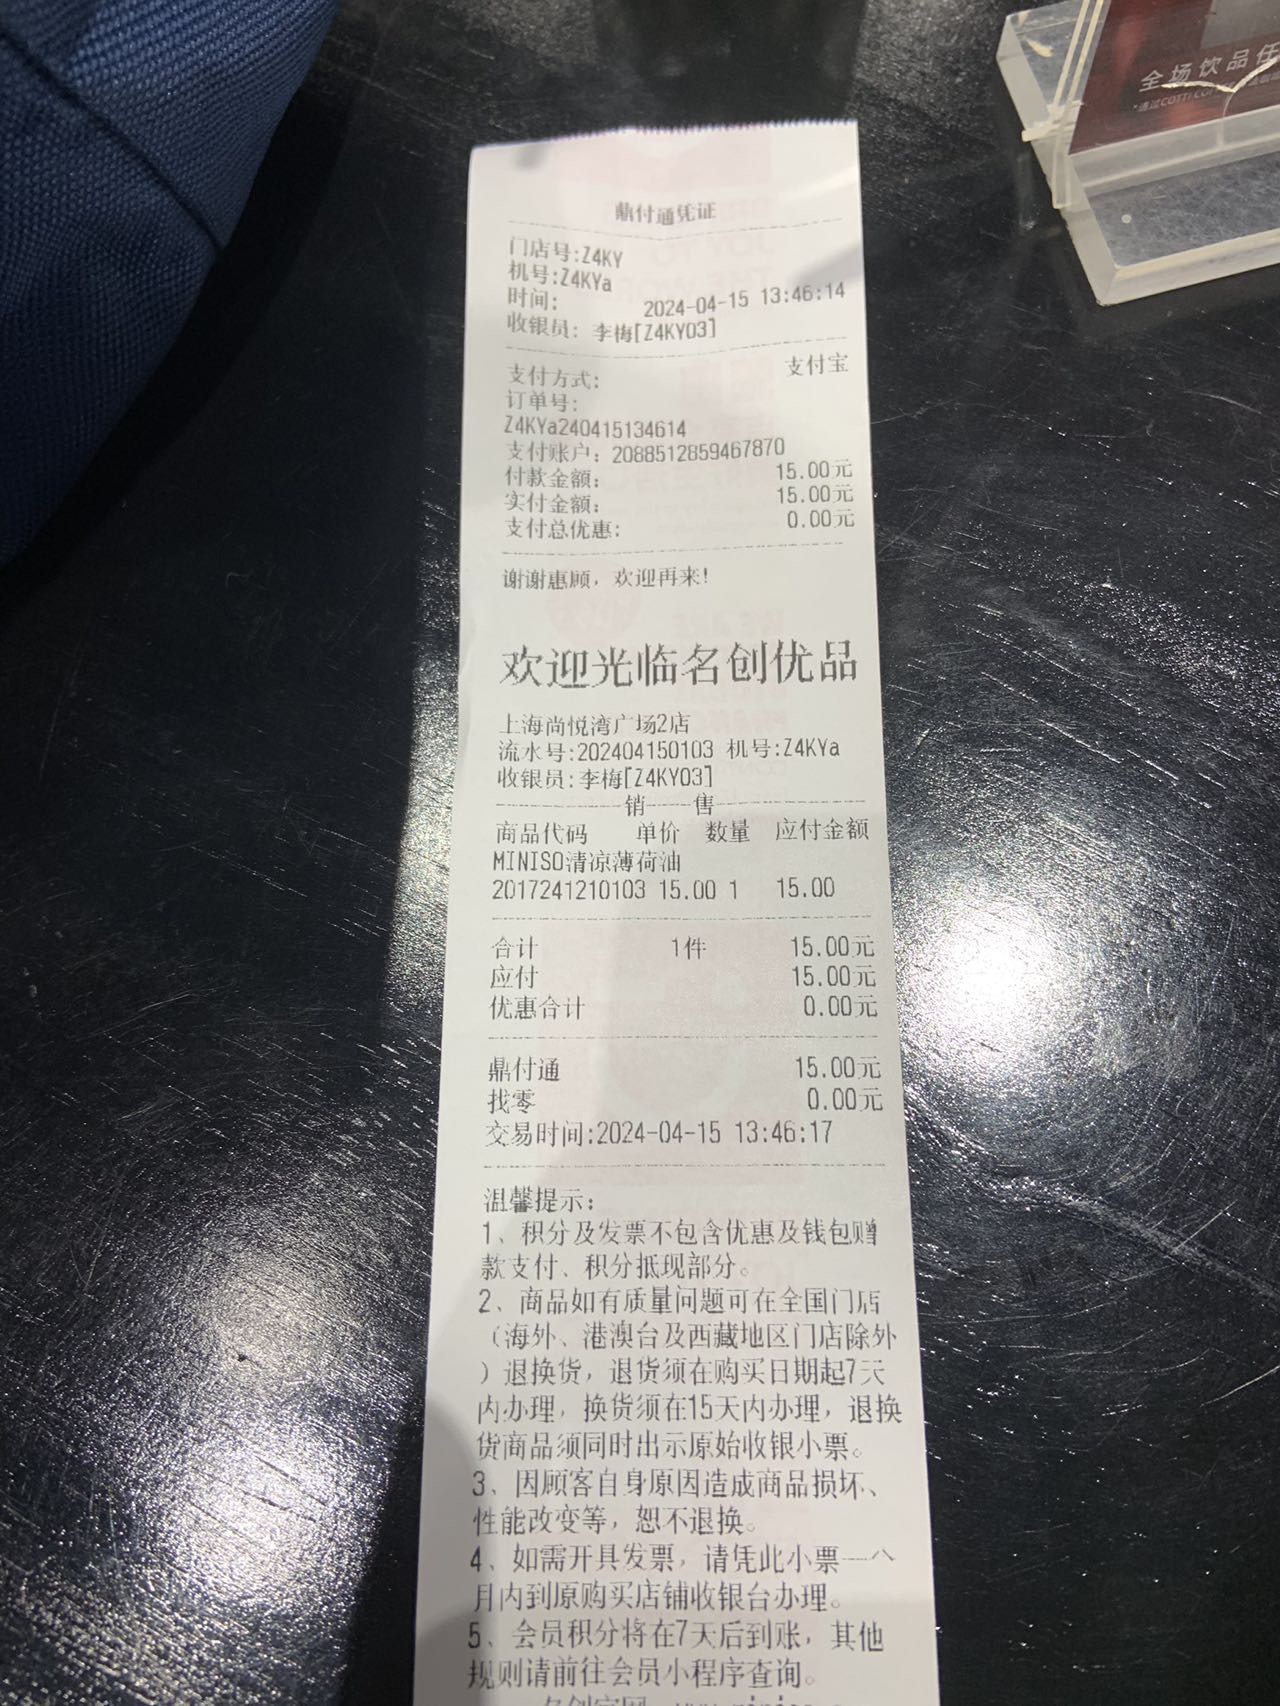 全场饮品任
鼎付通凭证
门店号:Z4KY
机号:Z4KYa
时间: 2024-04-15 13:46:14
收银员: 李梅[Z4KY03]
支付方式: 支付宝
订单号:
Z4KYa240415134614
支付账户: 2088512859467870
付款金额: 15.00元
实付金额: 15.00元
支付总优惠: 0.00元
谢谢惠顾，欢迎再来!
欢迎光临名创优品
上海尚悦湾广场2店
流水号:202404150103 机号:Z4KYa
收银员:李梅[Z4KY03]
销 售
商品代码 单价 数量 应付金额
MINISO清凉薄荷油
2017241210103 15.00 1 15.00
合计 1件 15.00元
应付 15.00元
优惠合计 0.00元
鼎付通 15.00元
找零 0.00元
交易时间:2024-04-15 13:46:17
温馨提示:
1、积分及发票不包含优惠及钱包赠
款支付、积分抵现部分。
2、商品如有质量问题可在全国门店
（海外、港澳台及西藏地区门店除外
）退换货，退货须在购买日期起7天
内办理，换货须在15天内办理，退换
货商品须同时出示原始收银小票。
3、因顾客自身原因造成商品损坏、
性能改变等，恕不退换。
4、如需开具发票，请凭此小票一个
月内到原购买店铺收银台办理。
5、会员积分将在7天后到账，其他
规则请前往会员小程序查询。